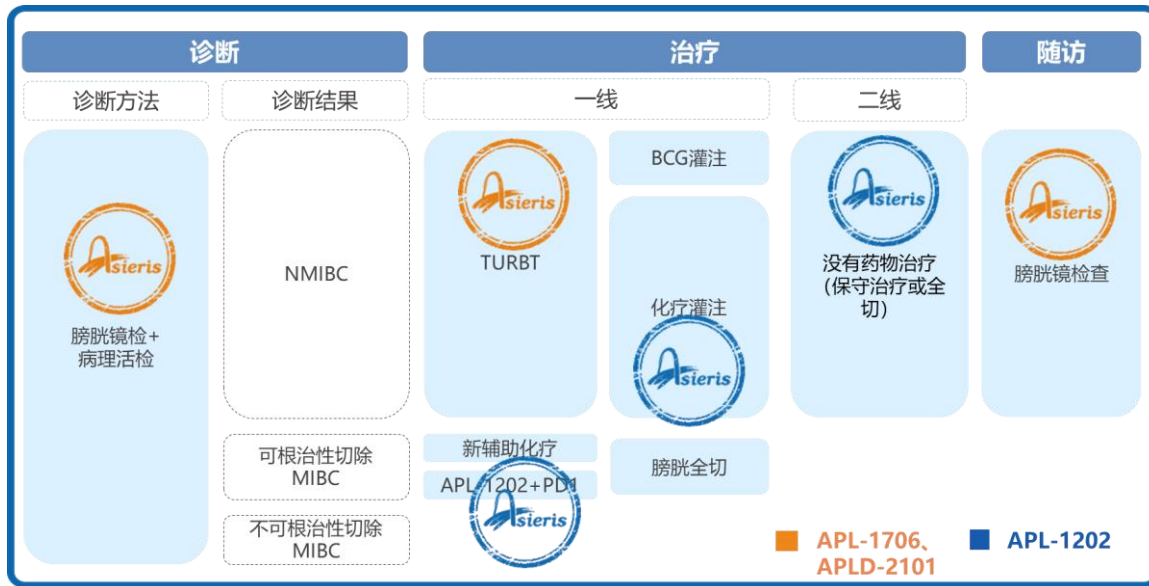 诊断
治疗
随访
诊断方法
诊断结果
一线
二线
Asieris
膀胱镜检+
病理活检
NMIBC
可根治性切除
MIBC
不可根治性切除
MIBC
Asieris
TURBT
BCG灌注
化疗灌注
Asieris
新辅助化疗
APL-1202+PD1
Asieris
膀胱全切
Asieris
没有药物治疗
（保守治疗或全
切）
Asieris
膀胱镜检查
APL-1706、
APLD-2101
APL-1202